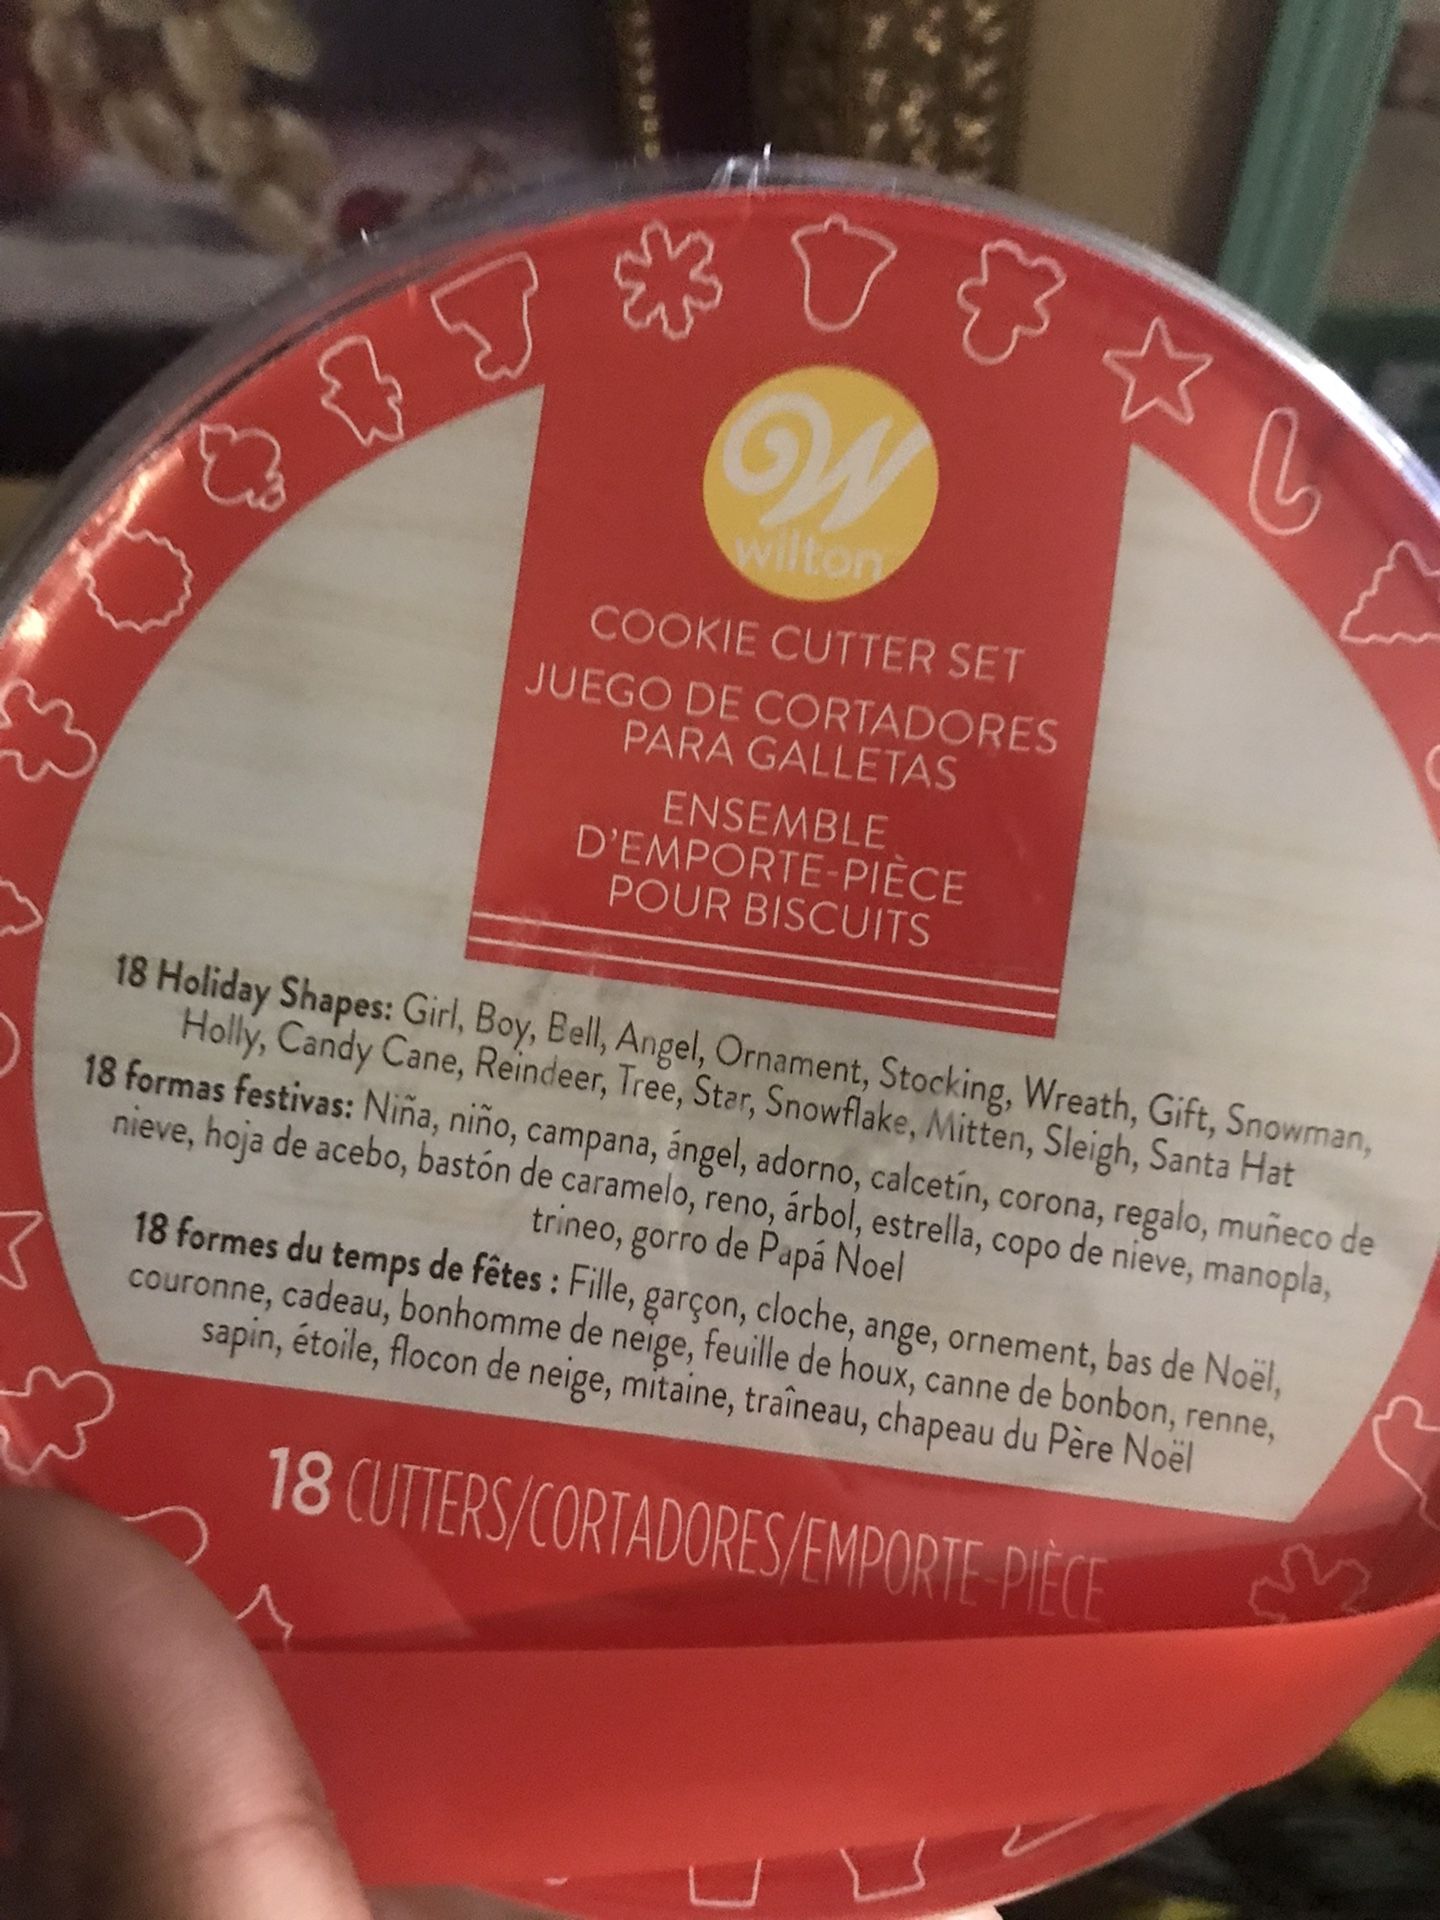 W
wilton
COOKIE CUTTER SET
JUEGO DE CORTADORES
PARA GALLETAS
ENSEMBLE
D'EMPORTE-PIÈCE
POUR BISCUITS
18 Holiday Shapes: Girl, Boy, Bell, Angel, Ornament, Stocking, Wreath, Gift, Snowman,
Holly, Candy Cane, Reindeer, Tree, Star, Snowflake, Mitten, Sleigh, Santa Hat
18 formas festivas: Niña, niño, campana, ángel, adorno, calcetín, corona, regalo, muñeco de
nieve, hoja de acebo, bastón de caramelo, reno, árbol, estrella, copo de nieve, manopla,
trineo, gorro de Papá Noel
18 formes du temps de fêtes : Fille, garçon, cloche, ange, ornement, bas de Noël,
couronne, cadeau, bonhomme de neige, feuille de houx, canne de bonbon, renne,
sapin, étoile, flocon de neige, mitaine, traîneau, chapeau du Père Noël
18 CUTTERS/CORTADORES/EMPORTE-PIÈCE